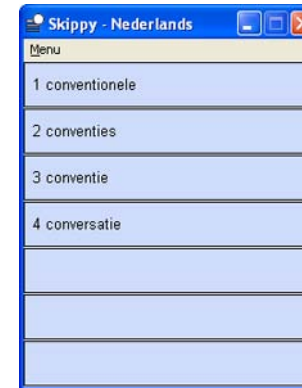 Skippy - Nederlands
Menu
1 conventionele
2 conventies
3 conventie
4 conversatie